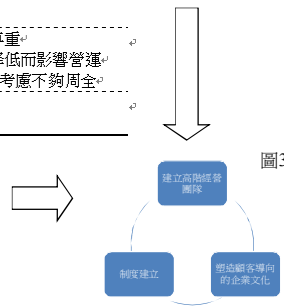 重
低而影響營運
考慮不夠周全
圖3
建立高階經營
團隊
制度建立
塑造顧客導向
的企業文化